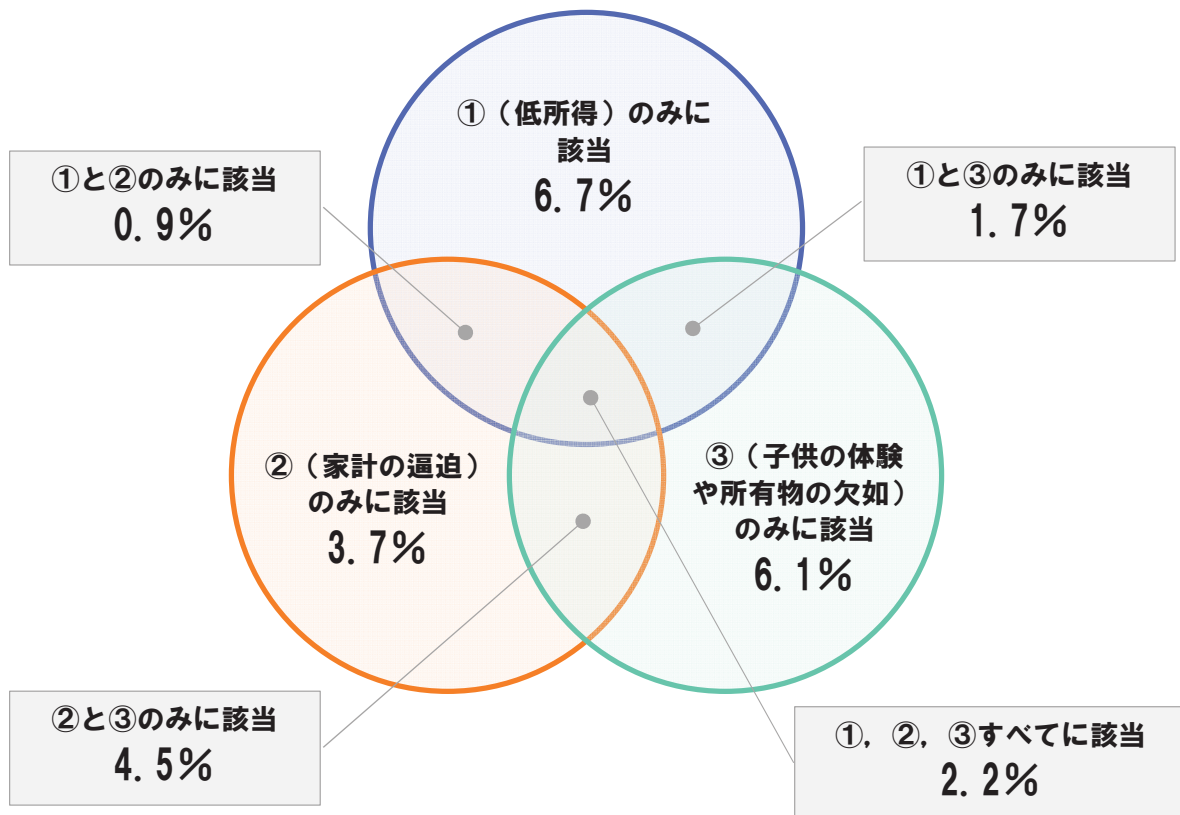 ①（低所得）のみに
該当
6.7%
①と②のみに該当
0.9%
①と③のみに該当
1.7%
②（家計の逼迫）
のみに該当
3.7%
③（子供の体験
や所有物の欠如）
のみに該当
6.1%
②と③のみに該当
4.5%
①，②，③すべてに該当
2.2%